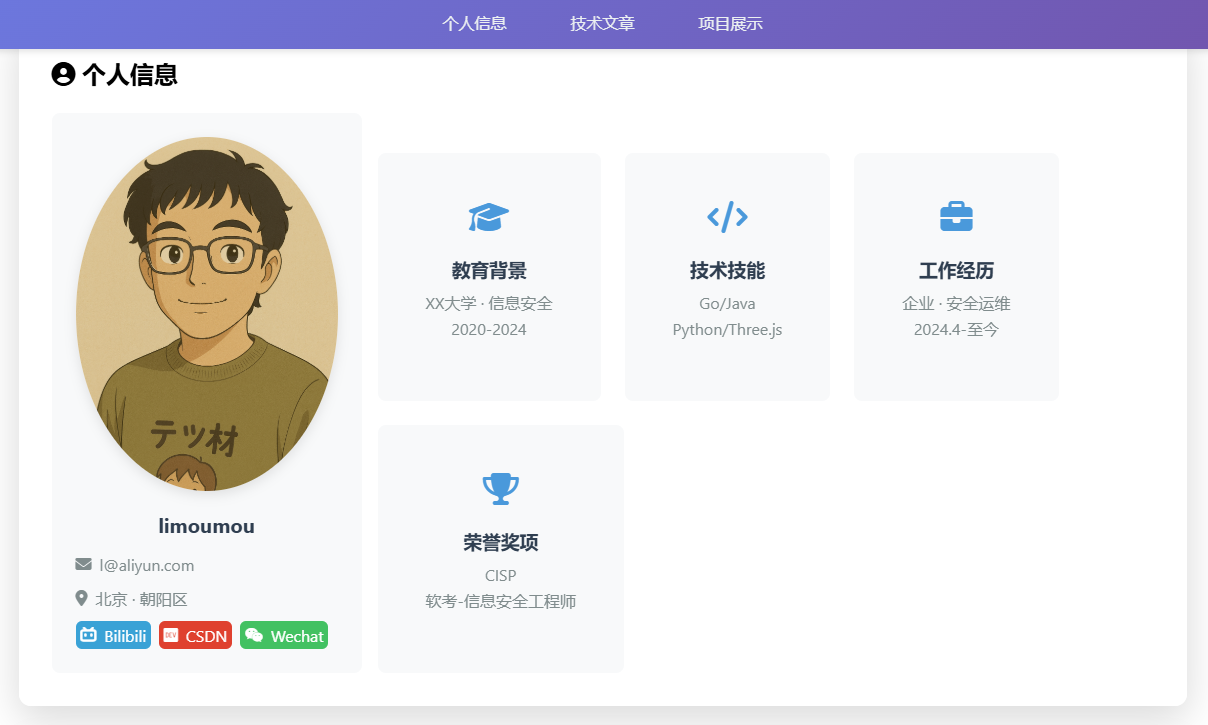 个人信息
技术文章
项目展示
个人信息
テツ材
limoumou
l@aliyun.com
北京 · 朝阳区
Bilibili
DEV CSDN
Wechat
教育背景
XX大学 · 信息安全
2020-2024
技术技能
Go/Java
Python/Three.js
工作经历
企业 · 安全运维
2024.4-至今
荣誉奖项
CISP
软考-信息安全工程师